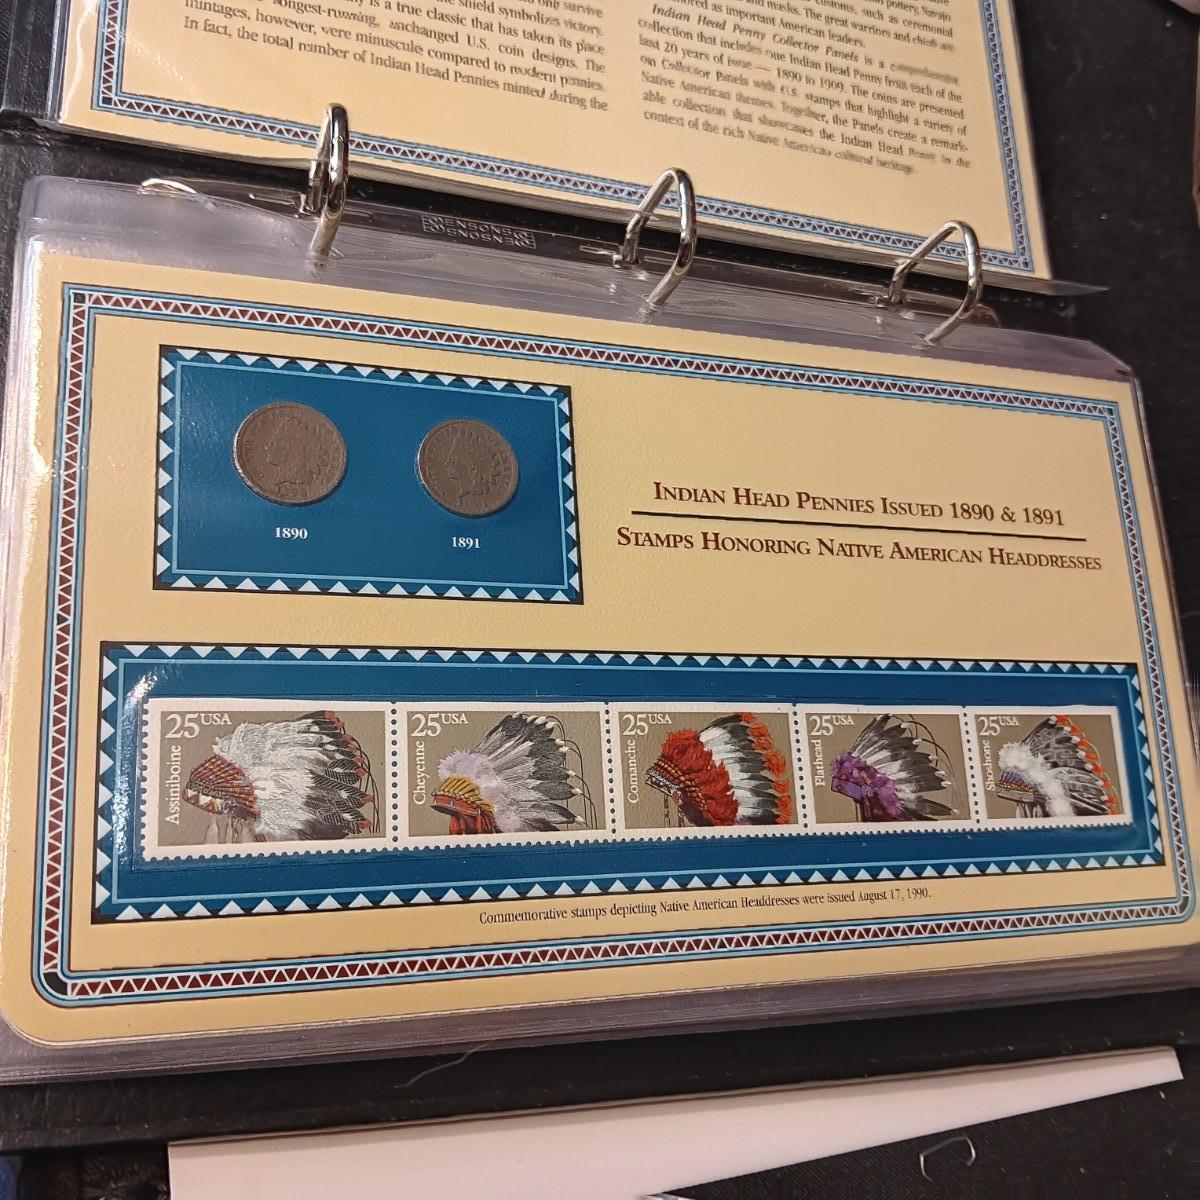 the shield symbolizes victory.
is a true classic that has taken its place
longest-running, unchanged U.S. coin designs. The
mintages, however, were minuscule compared to modern pennies.
In fact, the total number of Indian Head Pennies minted during the
customs, such as ceremonial
and masks. The great warriors and chiefs are
as important American leaders.
Indian Head Penny Collector Panels is a comprehensive
collection that includes one Indian Head Penny from each of the
last 20 years of issue — 1890 to 1909. The coins are presented
on Collector Panels with U.S. stamps that highlight a variety of
Native American themes. Together, the Panels create a remark-
able collection that showcases the Indian Head Penny in the
context of the rich Native American cultural heritage.
INDIAN HEAD PENNIES ISSUED 1890 & 1891
STAMPS HONORING NATIVE AMERICAN HEADDRESSES
1890
1890
1891
25USA
Assiniboine
25USA
Cheyenne
25USA
Comanche
25USA
Flathead
25USA
Shoshone
Commemorative stamps depicting Native American Headdresses were issued August 17, 1990.